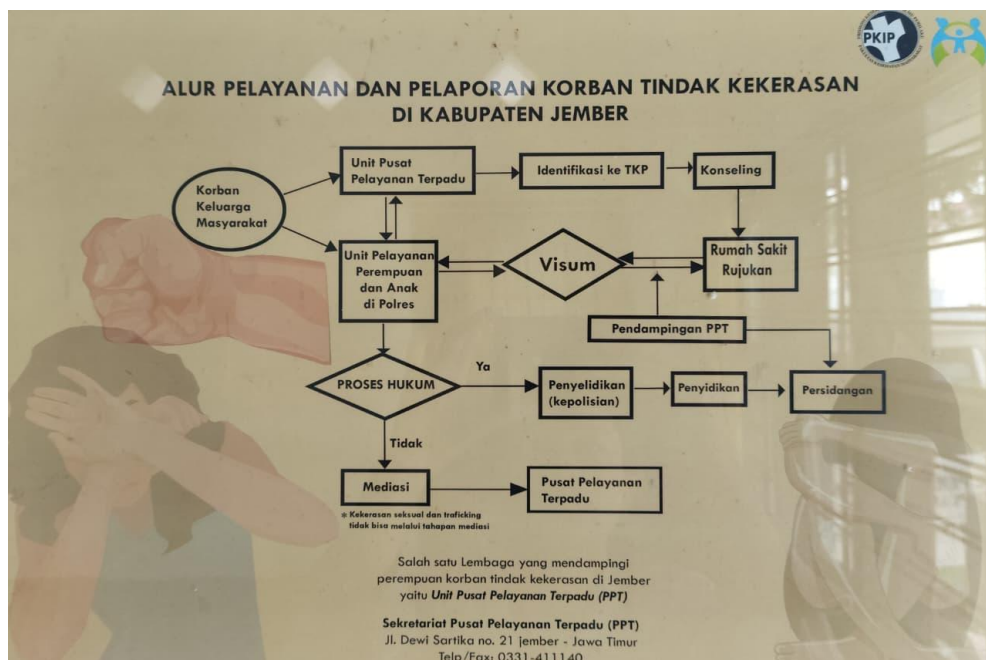 PKIP
ALUR PELAYANAN DAN PELAPORAN KORBAN TINDAK KEKERASAN
DI KABUPATEN JEMBER
Korban
Keluarga
Masyarakat
Unit Pusat
Pelayanan Terpadu
Identifikasi ke TKP
Konseling
Unit Pelayanan
Perempuan
dan Anak
di Polres
Visum
Rumah Sakit
Rujukan
Pendampingan PPT
PROSES HUKUM
Ya
Penyelidikan
(kepolisian)
Penyidikan
Persidangan
Tidak
Mediasi
Pusat Pelayanan
Terpadu
* Kekerasan seksual dan traficking
tidak bisa melalui tahapan mediasi
Salah satu Lembaga yang mendampingi
perempuan korban tindak kekerasan di Jember
yaitu Unit Pusat Pelayanan Terpadu (PPT)
Sekretariat Pusat Pelayanan Terpadu (PPT)
Jl. Dewi Sartika no. 21 jember - Jawa Timur
Telp/Fax: 0331-411140